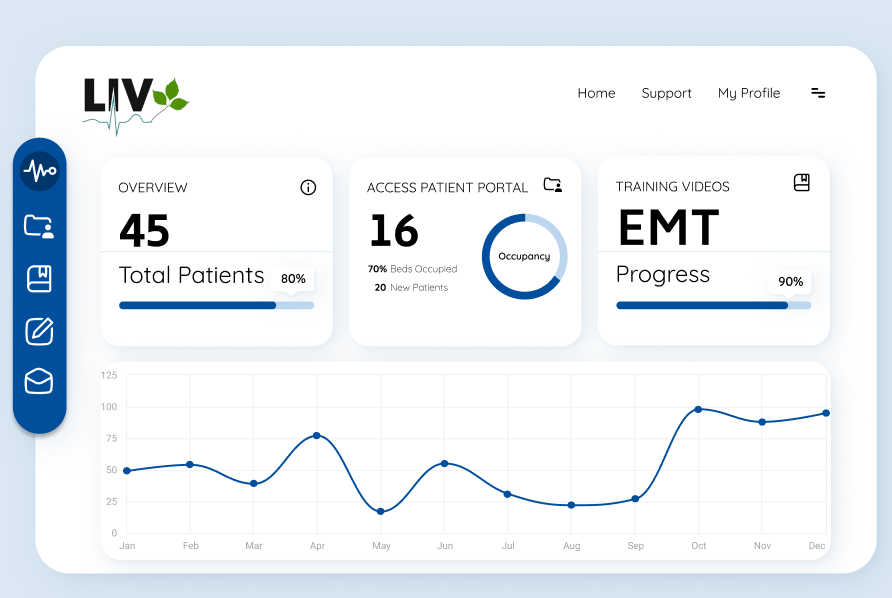 LIV
Home Support My Profile
OVERVIEW
45
Total Patients 80%
ACCESS PATIENT PORTAL
16
70% Beds Occupied
20 New Patients
Occupancy
TRAINING VIDEOS
EMT
Progress 90%
125
100
75
50
25
0
Jan Feb Mar Apr May Jun Jul Aug Sep Oct Nov Dec